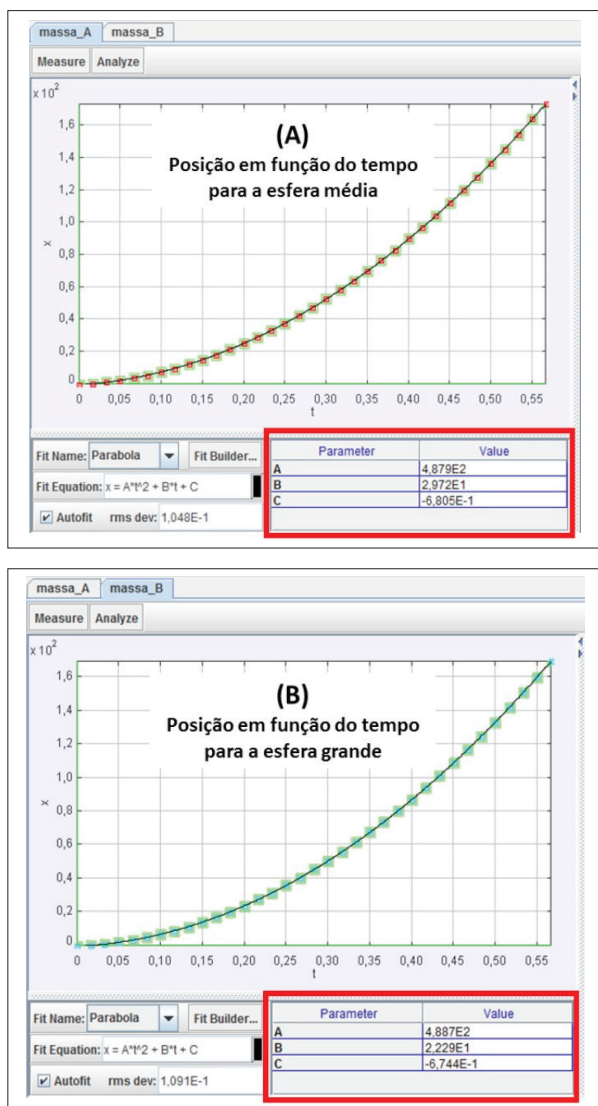 massa_A massa_B
Measure Analyze
x 10²
1,6
1,4
1,2
1,0
0,8
0,6
0,4
0,2
0
x
(A)
Posição em função do tempo
para a esfera média
0 0,05 0,10 0,15 0,20 0,25 0,30 0,35 0,40 0,45 0,50 0,55
t
Fit Name: Parabola Fit Builder...
Fit Equation: x = A*t^2 + B*t + C
Autofit rms dev: 1,048E-1
Parameter Value
A 4,879E2
B 2,972E1
C -6,805E-1
massa_A massa_B
Measure Analyze
x 10²
1,6
1,4
1,2
1,0
0,8
0,6
0,4
0,2
0
x
(B)
Posição em função do tempo
para a esfera grande
0 0,05 0,10 0,15 0,20 0,25 0,30 0,35 0,40 0,45 0,50 0,55
t
Fit Name: Parabola Fit Builder...
Fit Equation: x = A*t^2 + B*t + C
Autofit rms dev: 1,091E-1
Parameter Value
A 4,887E2
B 2,229E1
C -6,744E-1